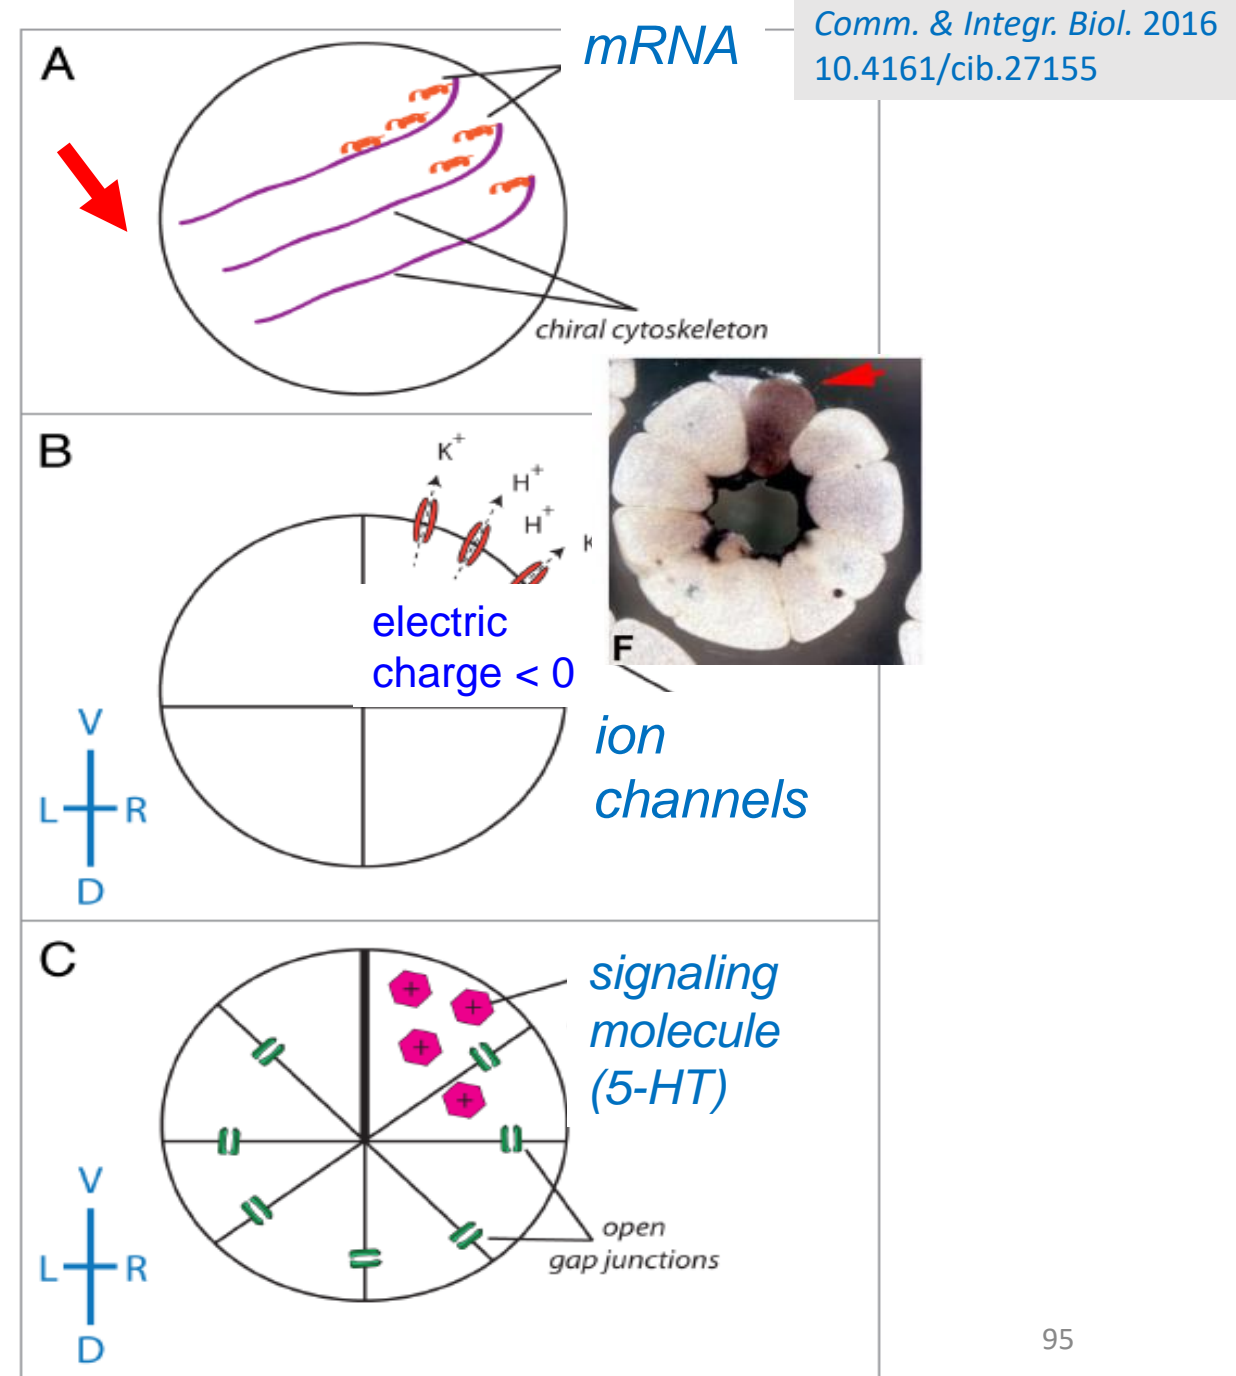 Comm. & Integr. Biol. 2016
10.4161/cib.27155
A
mRNA
chiral cytoskeleton
B
K+
H+
H+
K
electric
charge < 0
F
ion
channels
V
L R
D
C
signaling
molecule
(5-HT)
+
+
+
+
open
gap junctions
V
L R
D
95